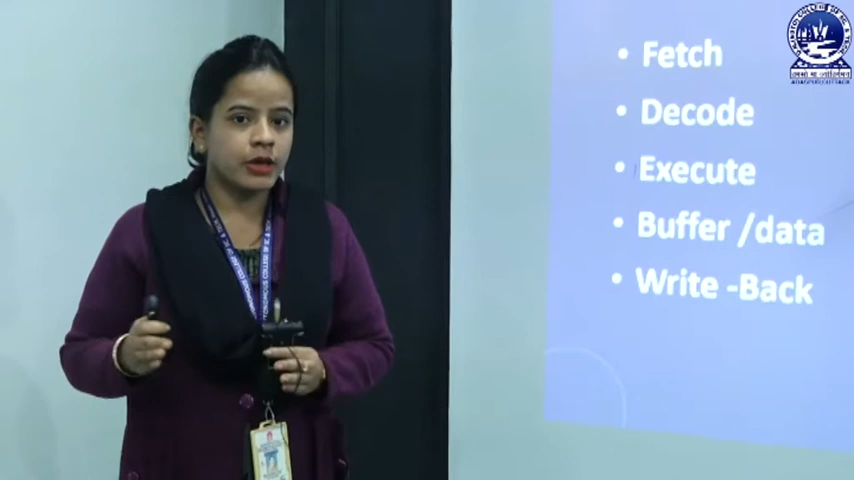 • Fetch
• Decode
• Execute
• Buffer /data
• Write -Back